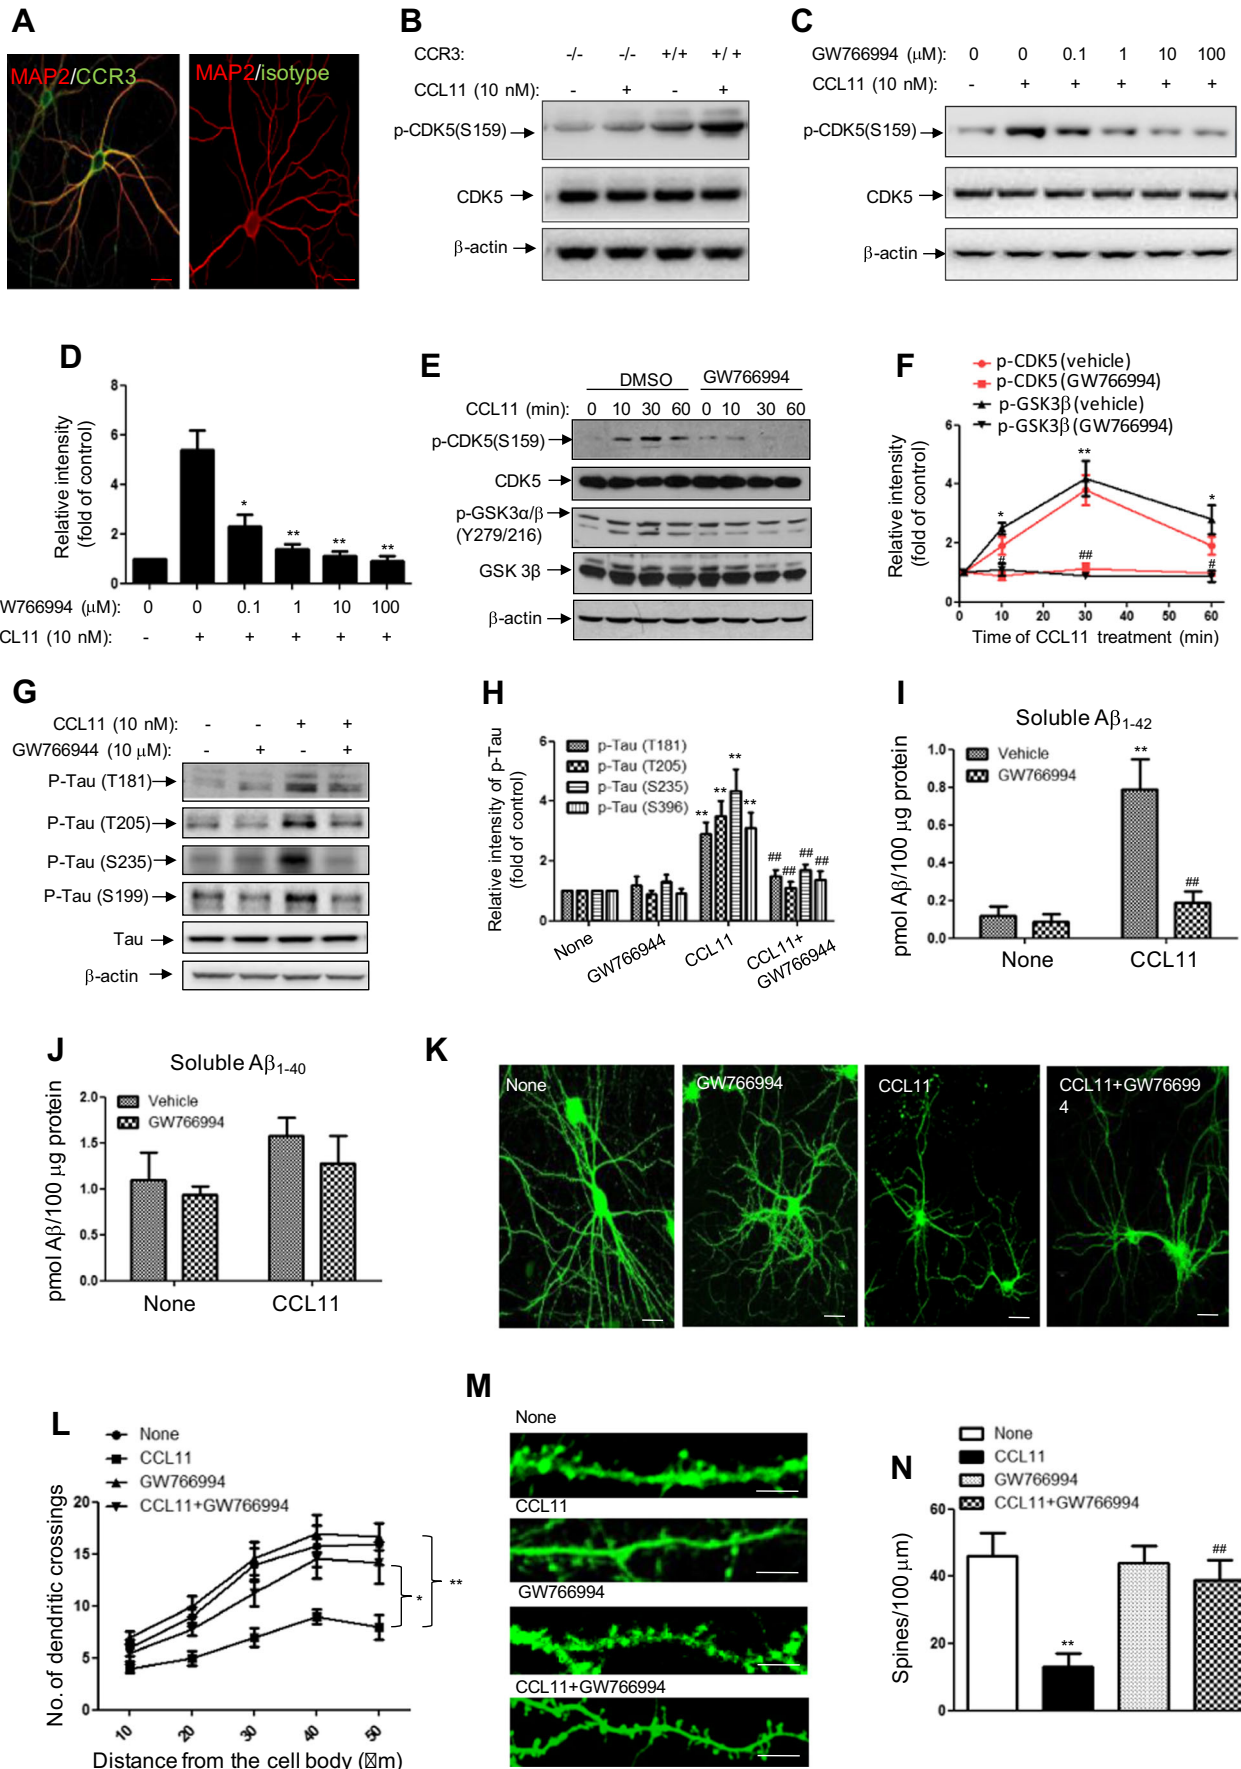 A
MAP2/CCR3
MAP2/isotype
B
CCR3: -/- -/- +/+ +/ +
CCL11 (10 nM): - + - +
p-CDK5(S159)
CDK5
β-actin
C
GW766994 (μM): 0 0 0.1 1 10 100
CCL11 (10 nM): - + + + + +
p-CDK5(S159)
CDK5
β-actin
D
Relative intensity
(fold of control)
8
6
4
2
0
W766994 (μM): 0 0 0.1 1 10 100
CL11 (10 nM): - + + + + +
* ** ** **
E
DMSO GW766994
CCL11 (min): 0 10 30 60 0 10 30 60
p-CDK5(S159)
CDK5
p-GSK3α/β
(Y279/216)
GSK 3β
β-actin
F
p-CDK5 (vehicle)
p-CDK5 (GW766994)
p-GSK3β (vehicle)
p-GSK3β (GW766994)
Relative intensity
(fold of control)
6
4
2
0
* ** *
# ## #
0 10 20 30 40 50 60
Time of CCL11 treatment (min)
G
CCL11 (10 nM): - - + +
GW766944 (10 μM): - + - +
P-Tau (T181)
P-Tau (T205)
P-Tau (S235)
P-Tau (S199)
Tau
β-actin
H
Relative intensity of p-Tau
(fold of control)
6
4
2
0
p-Tau (T181)
p-Tau (T205)
p-Tau (S235)
p-Tau (S396)
** ** ** **
## ## ## ##
None
GW766944
CCL11
CCL11+
GW766944
I
Soluble Aβ1-42
pmol Aβ/100 μg protein
1.0
0.8
0.6
0.4
0.2
0.0
Vehicle
GW766994
**
##
None CCL11
J
Soluble Aβ1-40
pmol Aβ/100 μg protein
2.0
1.5
1.0
0.5
0.0
Vehicle
GW766994
None CCL11
K
None
GW766994
CCL11
CCL11+GW76699
4
L
None
CCL11
GW766994
CCL11+GW766994
No. of dendritic crossings
20
15
10
5
0
* **
10 20 30 40 50
Distance from the cell body (□m)
M
None
CCL11
GW766994
CCL11+GW766994
N
None
CCL11
GW766994
CCL11+GW766994
Spines/100 μm)
60
40
20
0
** ##